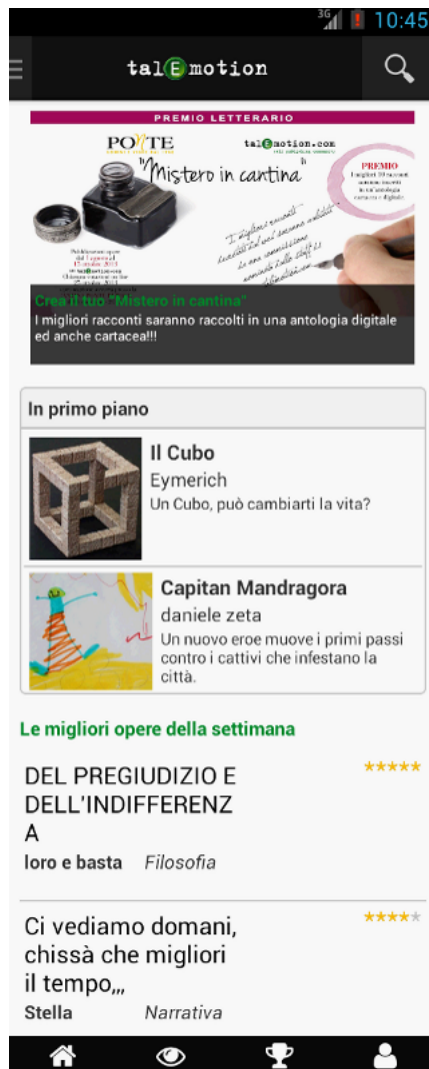 3G 10:45
talEmotion
PREMIO LETTERARIO
PONTE
talEmotion.com
"Mistero in cantina"
PREMIO
I migliori racconti
Crea il tuo "Mistero in cantina"
I migliori racconti saranno raccolti in una antologia digitale
ed anche cartacea!!!
In primo piano
Il Cubo
Eymerich
Un Cubo, può cambiarti la vita?
Capitan Mandragora
daniele zeta
Un nuovo eroe muove i primi passi
contro i cattivi che infestano la
città.
Le migliori opere della settimana
DEL PREGIUDIZIO E
DELL'INDIFFERENZ
A
loro e basta Filosofia
Ci vediamo domani,
chissà che migliori
il tempo,,,
Stella Narrativa